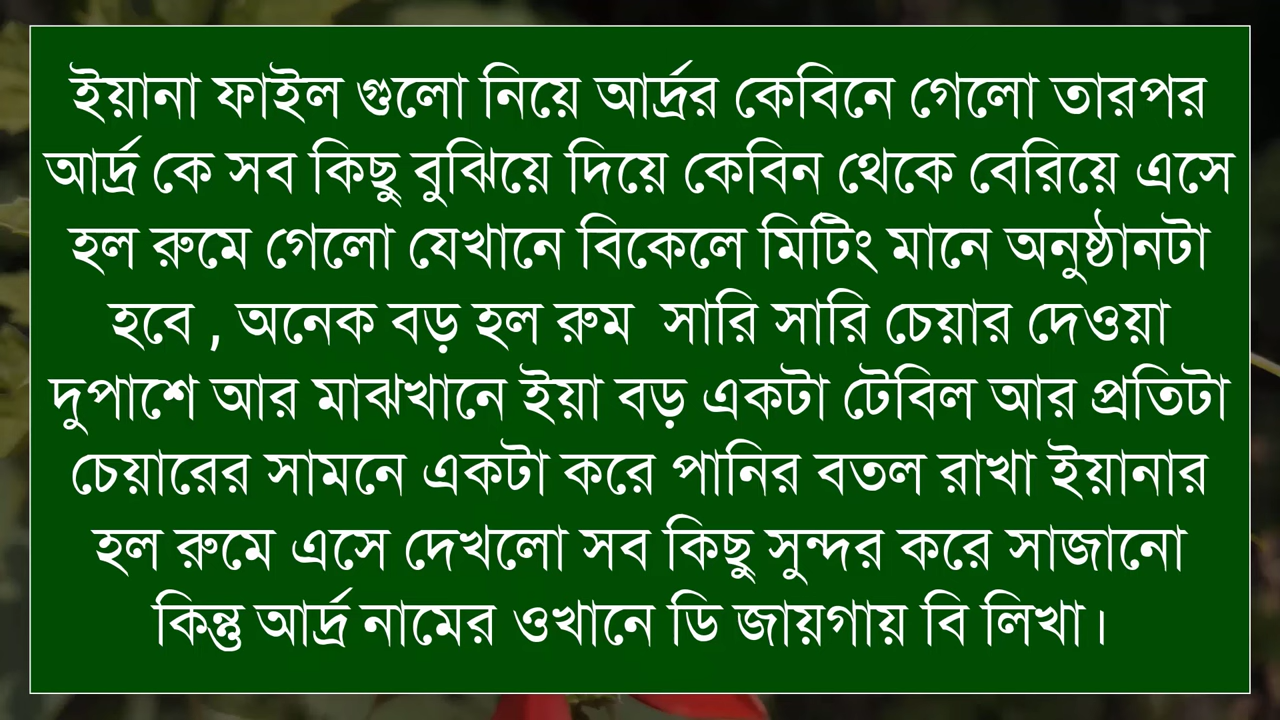 ইয়ানা ফাইল গুলো নিয়ে আর্দ্রর কেবিনে গেলো তারপর
আর্দ্র কে সব কিছু বুঝিয়ে দিয়ে কেবিন থেকে বেরিয়ে এসে
হল রুমে গেলো যেখানে বিকেলে মিটিং মানে অনুষ্ঠানটা
হবে , অনেক বড় হল রুম  সারি সারি চেয়ার দেওয়া
দুপাশে আর মাঝখানে ইয়া বড় একটা টেবিল আর প্রতিটা
চেয়ারের সামনে একটা করে পানির বতল রাখা ইয়ানার
হল রুমে এসে দেখলো সব কিছু সুন্দর করে সাজানো
কিন্তু আর্দ্র নামের ওখানে ডি জায়গায় বি লিখা।